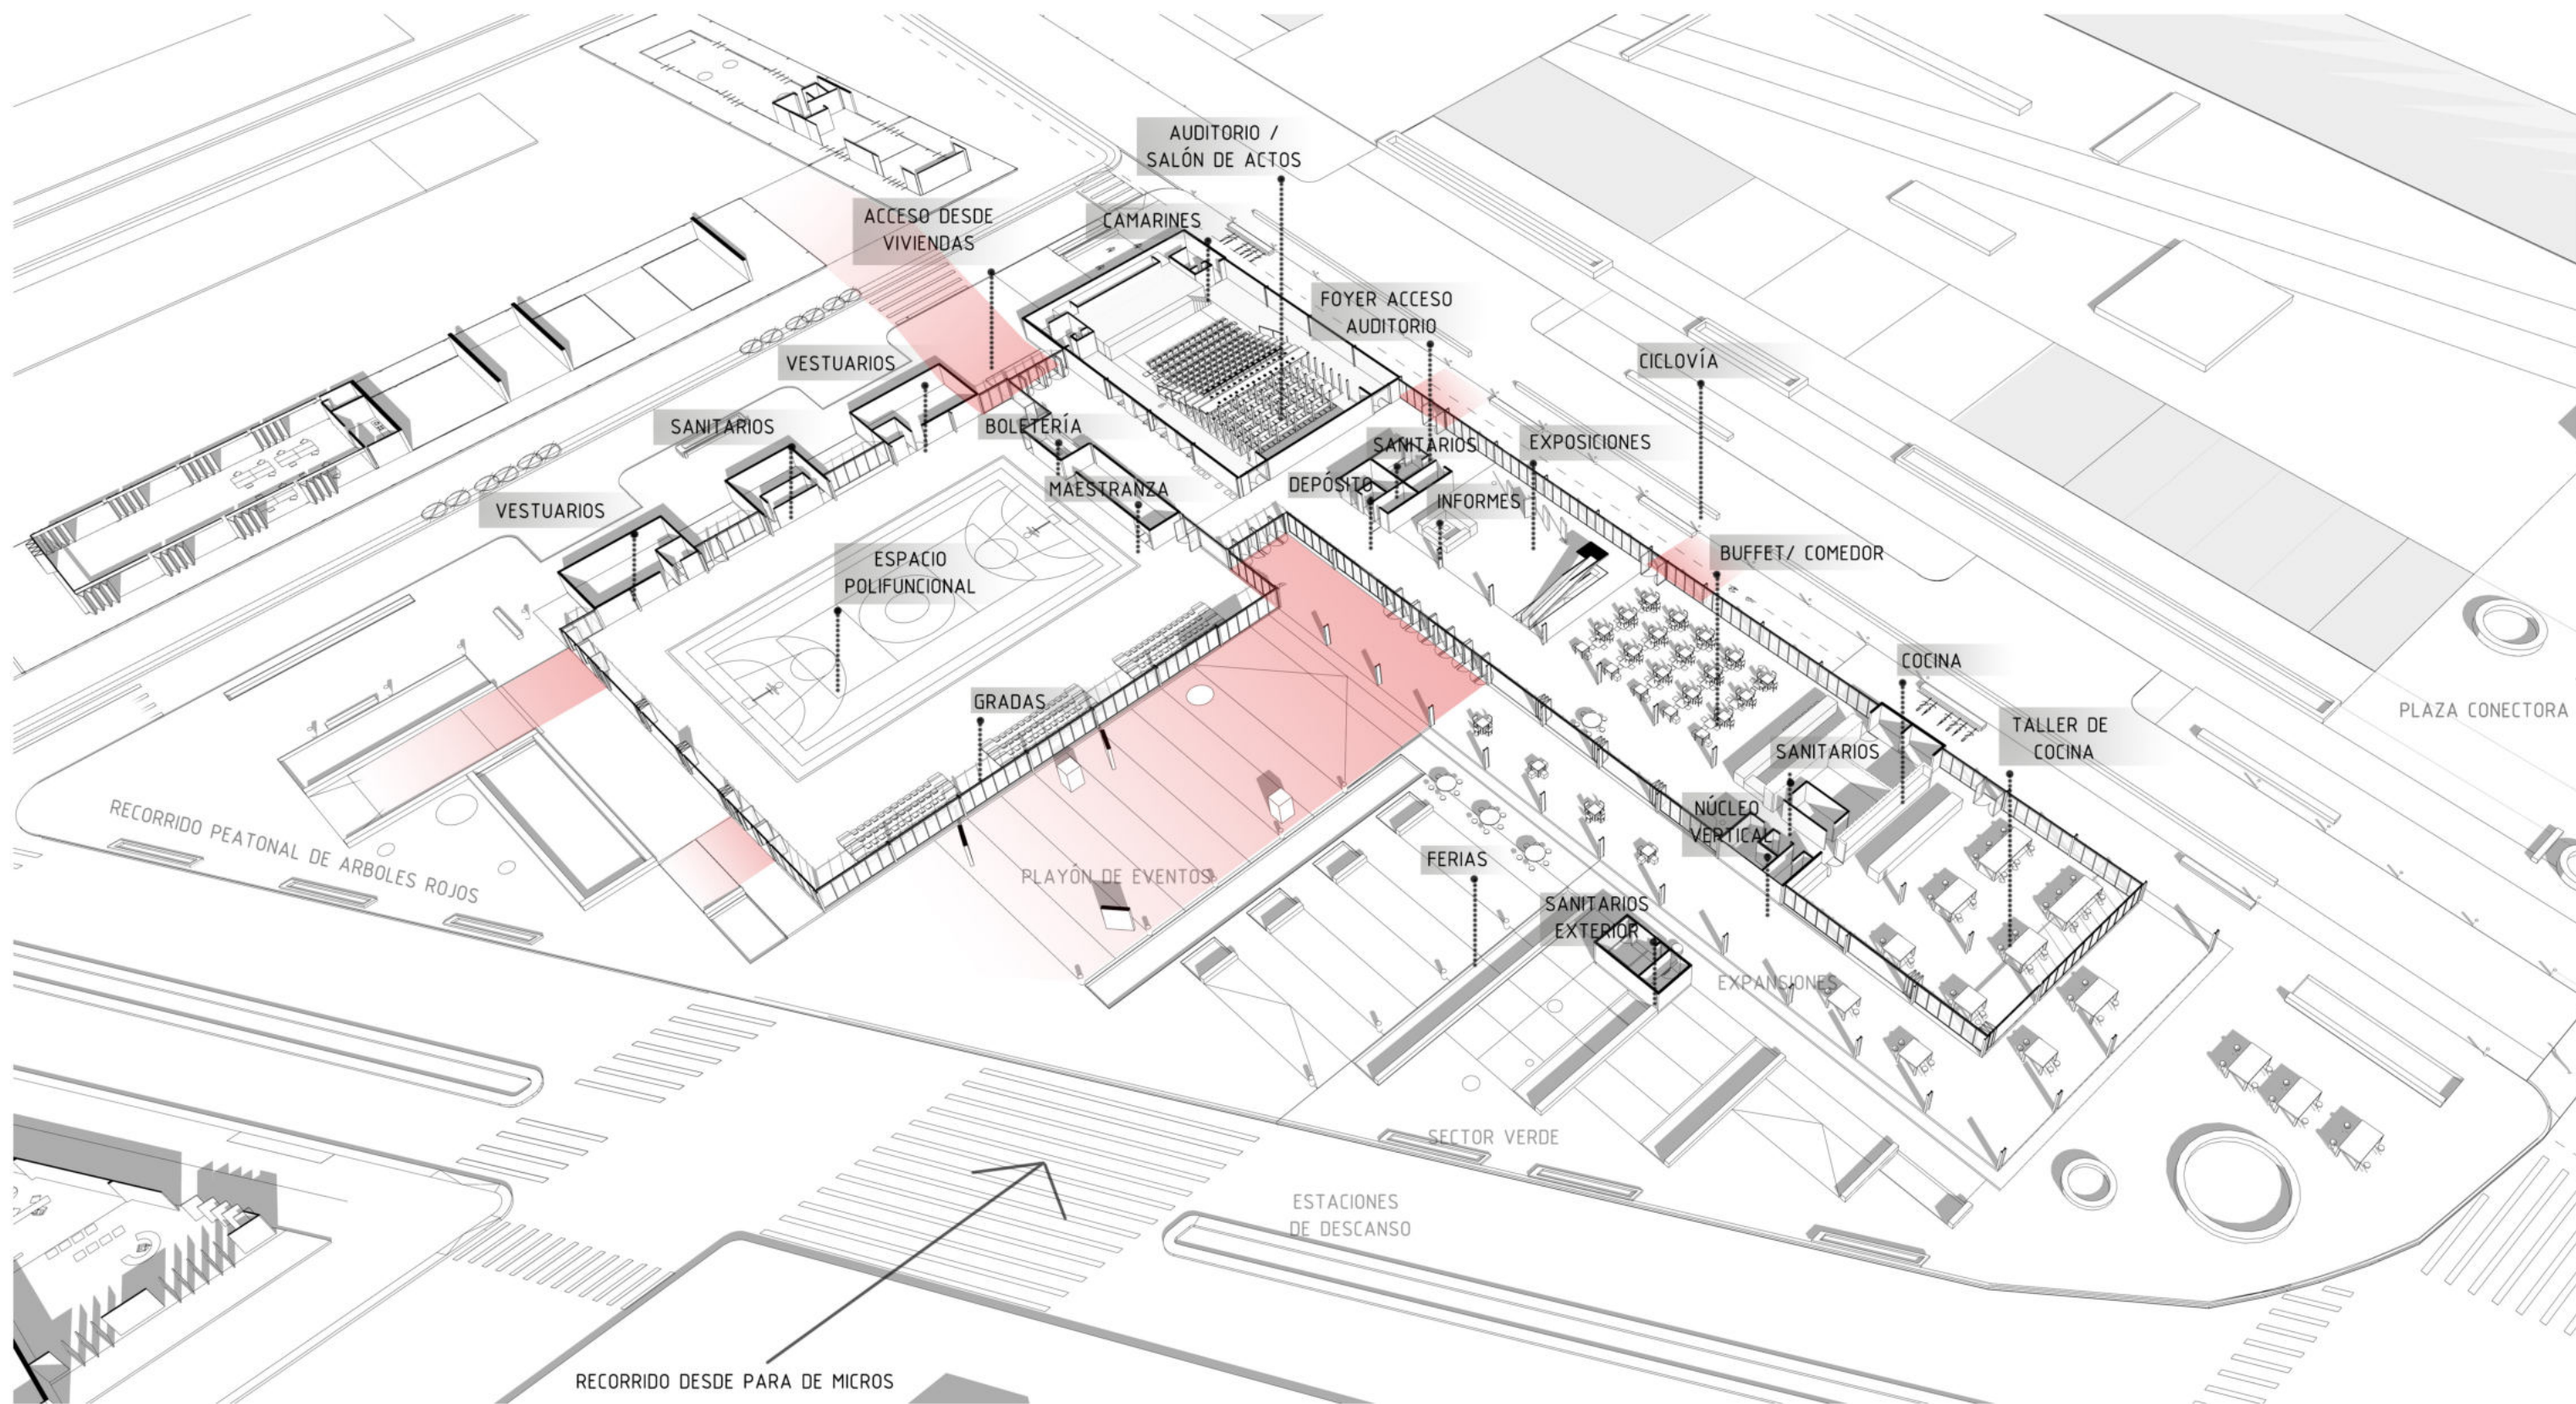 AUDITORIO /
SALÓN DE ACTOS
ACCESO DESDE
VIVIENDAS
CAMARINES
FOYER ACCESO
AUDITORIO
VESTUARIOS
CICLOVÍA
SANITARIOS
BOLETERÍA
SANITARIOS
EXPOSICIONES
MAESTRANZA
DEPÓSITO
INFORMES
VESTUARIOS
ESPACIO
POLIFUNCIONAL
BUFFET/ COMEDOR
GRADAS
COCINA
PLAZA CONECTORA
TALLER DE
COCINA
SANITARIOS
NÚCLEO
VERTICAL
RECORRIDO PEATONAL DE ARBOLES ROJOS
PLAYÓN DE EVENTOS
FERIAS
SANITARIOS
EXTERIOR
EXPANSIONES
SECTOR VERDE
ESTACIONES
DE DESCANSO
RECORRIDO DESDE PARA DE MICROS